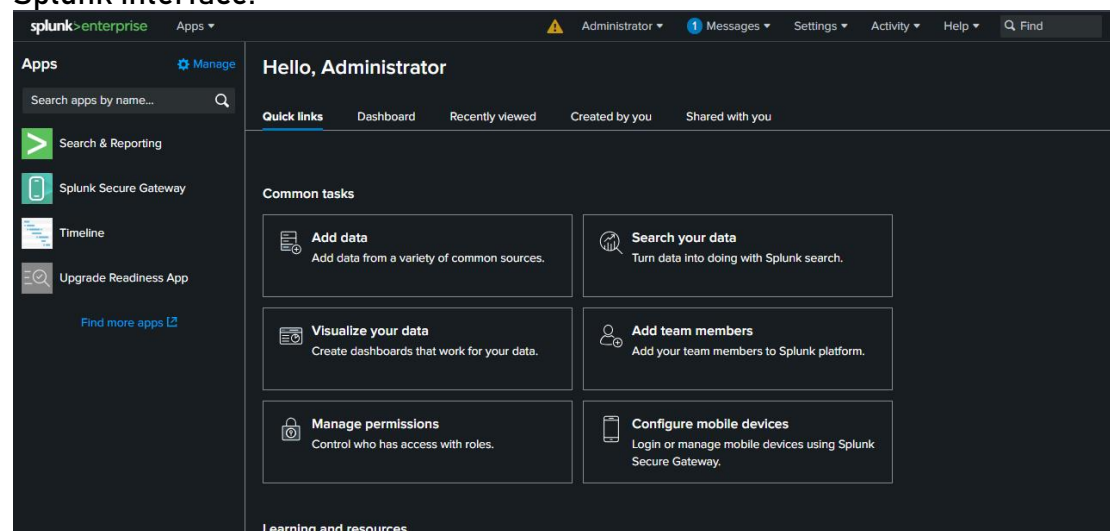 Splunk interface.
splunk>enterprise Apps Administrator 1 Messages Settings Activity Help Find
Apps Manage
Search apps by name...
Search & Reporting
Splunk Secure Gateway
Timeline
Upgrade Readiness App
Find more apps
Hello, Administrator
Quick links Dashboard Recently viewed Created by you Shared with you
Common tasks
Add data
Add data from a variety of common sources.
Search your data
Turn data into doing with Splunk search.
Visualize your data
Create dashboards that work for your data.
Add team members
Add your team members to Splunk platform.
Manage permissions
Control who has access with roles.
Configure mobile devices
Login or manage mobile devices using Splunk
Secure Gateway.
Learning and resources